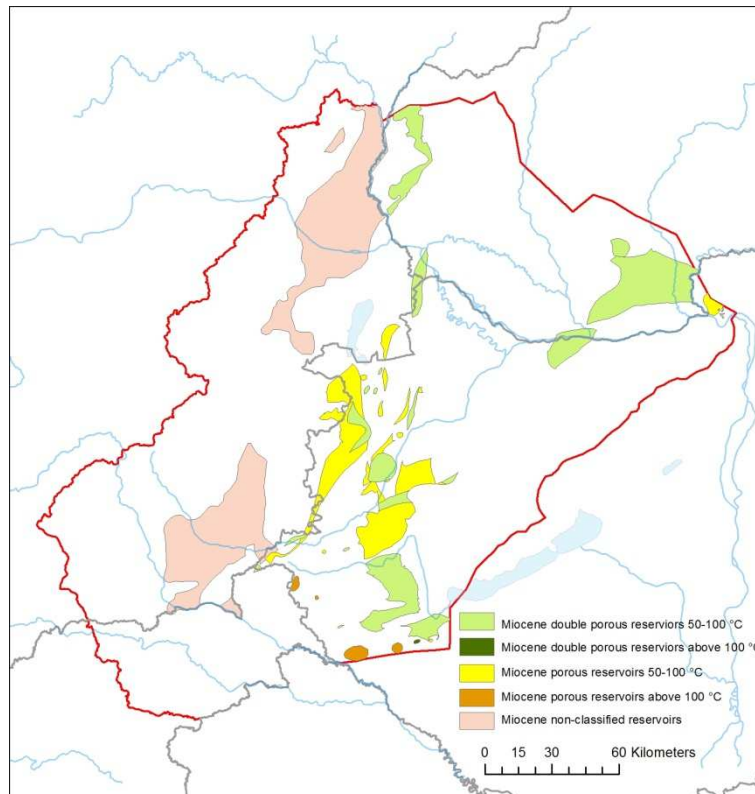 Miocene double porous reserviors 50-100 °C
Miocene double porous reserviors above 100 °C
Miocene porous reservoirs 50-100 °C
Miocene porous reservoirs above 100 °C
Miocene non-classified reservoirs
0 15 30 60 Kilometers